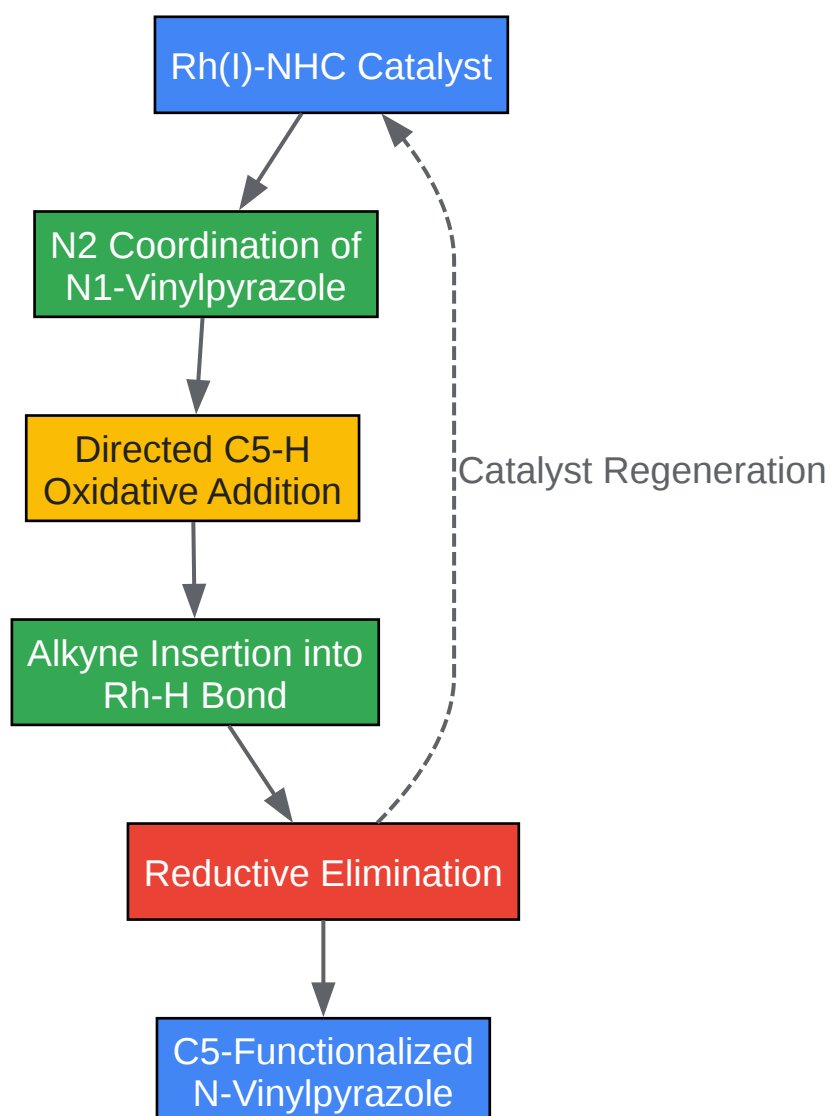 Rh(I)-NHC Catalyst
N2 Coordination of
N1-Vinylpyrazole
Directed C5-H
Oxidative Addition
Catalyst Regeneration
Alkyne Insertion into
Rh-H Bond
Reductive Elimination
C5-Functionalized
N-Vinylpyrazole